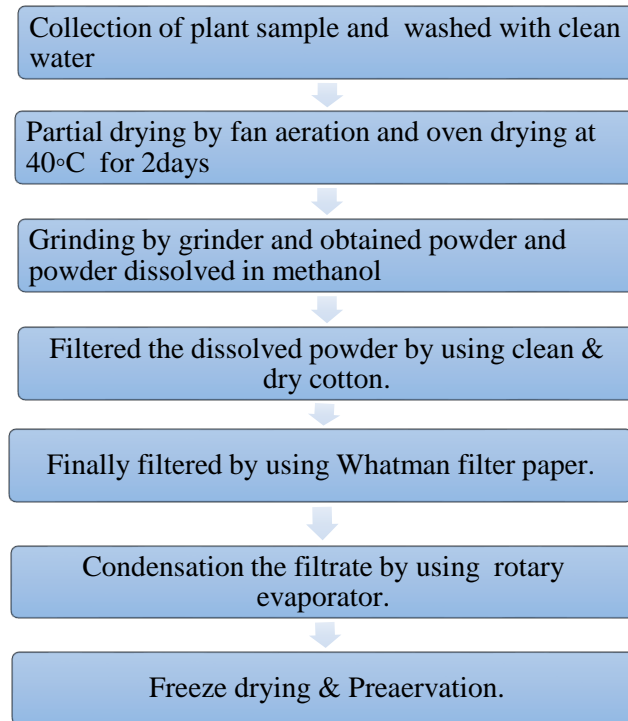 Collection of plant sample and washed with clean
water
Partial drying by fan aeration and oven drying at
40◦C for 2days
Grinding by grinder and obtained powder and
powder dissolved in methanol
Filtered the dissolved powder by using clean &
dry cotton.
Finally filtered by using Whatman filter paper.
Condensation the filtrate by using rotary
evaporator.
Freeze drying & Preaervation.